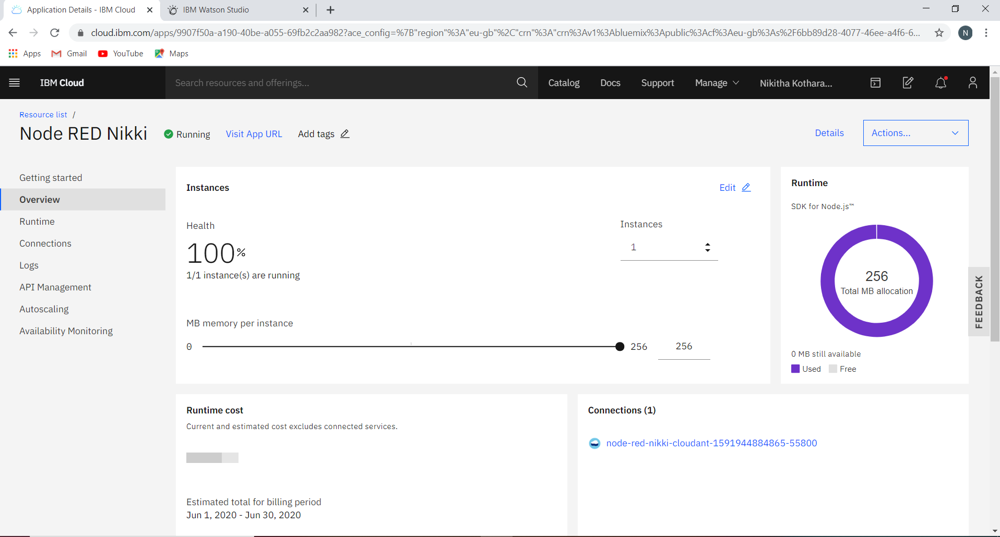 Application Details - IBM Cloud
IBM Watson Studio
cloud.ibm.com/apps/9907f50a-a190-40be-a055-69fb2c2aa982?ace_config=%7B"region"%3A"eu-gb"%2C"crn"%3A"crn%3Av1%3Abluemix%3Apublic%3Acf%3Aeu-gb%3As%2F6bb89d28-4077-46ee-a4f6-6...
N
Apps
Gmail
YouTube
Maps
IBM Cloud
Search resources and offerings...
Catalog
Docs
Support
Manage
Nikitha Kothara...
Resource list /
Node RED Nikki
Running
Visit App URL
Add tags
Details
Actions...
Getting started
Overview
Runtime
Connections
Logs
API Management
Autoscaling
Availability Monitoring
Instances
Edit
Health
100%
1/1 instance(s) are running
Instances
1
MB memory per instance
0
256
256
Runtime
SDK for Node.js™
256
Total MB allocation
0 MB still available
Used
Free
FEEDBACK
Runtime cost
Current and estimated cost excludes connected services.
Estimated total for billing period
Jun 1, 2020 - Jun 30, 2020
Connections (1)
node-red-nikki-cloudant-1591944884865-55800